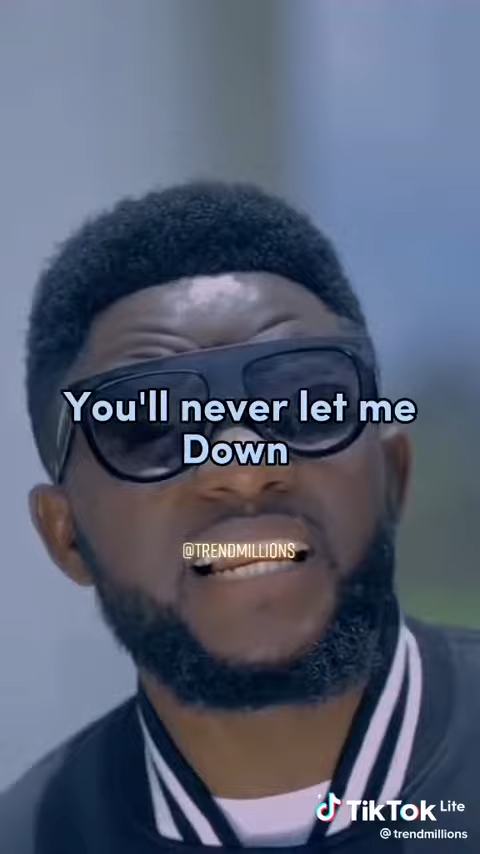 You'll never let me
Down
@TRENDMILLIONS
TikTok Lite
@trendmillions